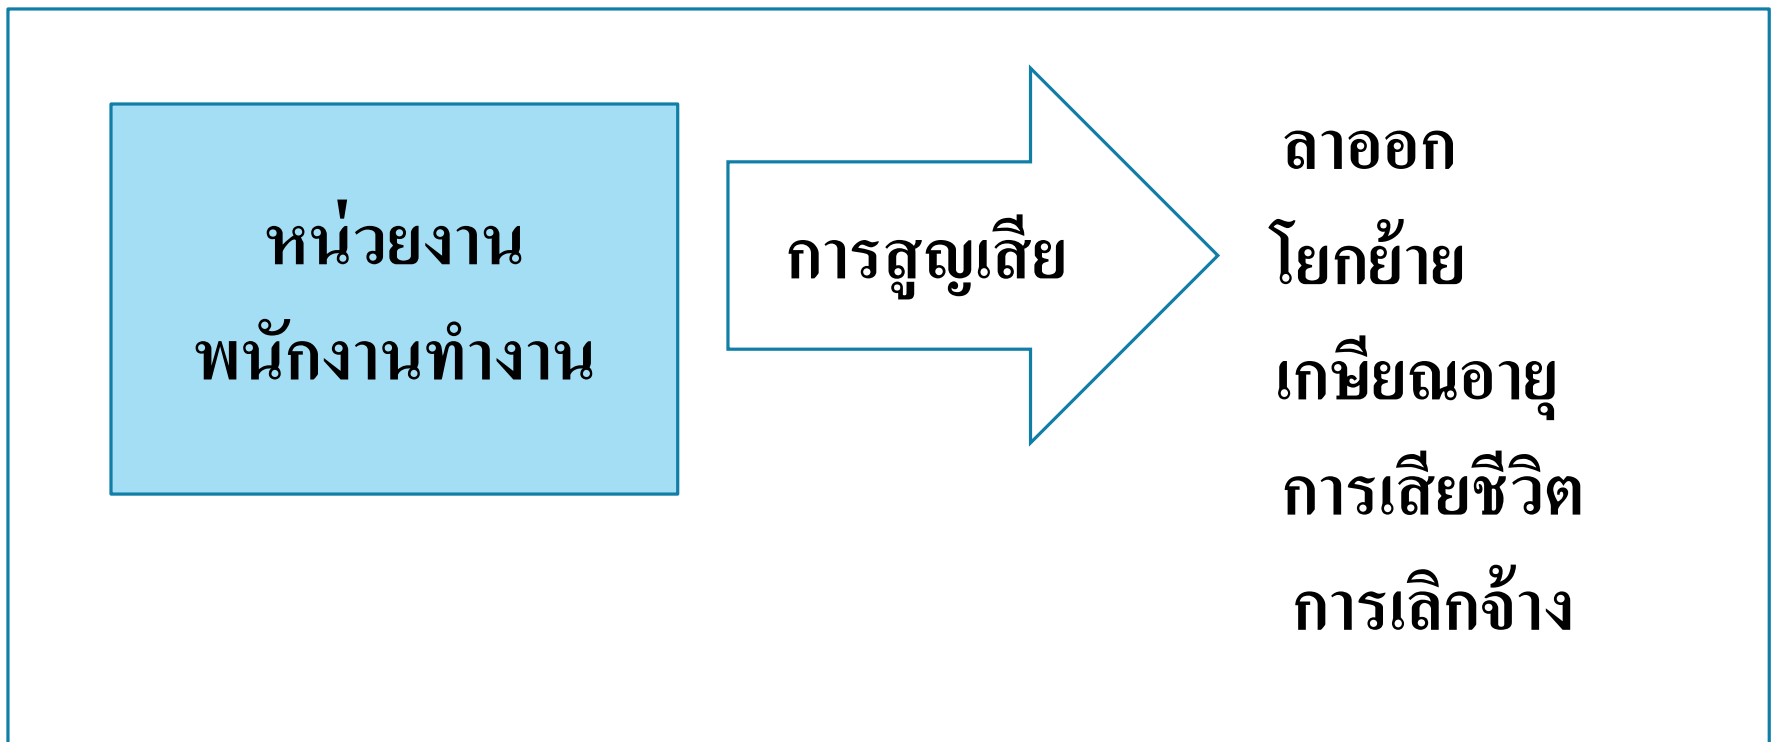 หน่วยงาน
พนักงานทำงาน
การสูญเสีย
ลาออก
โยกย้าย
เกษียณอายุ
การเสียชีวิต
การเลิกจ้าง